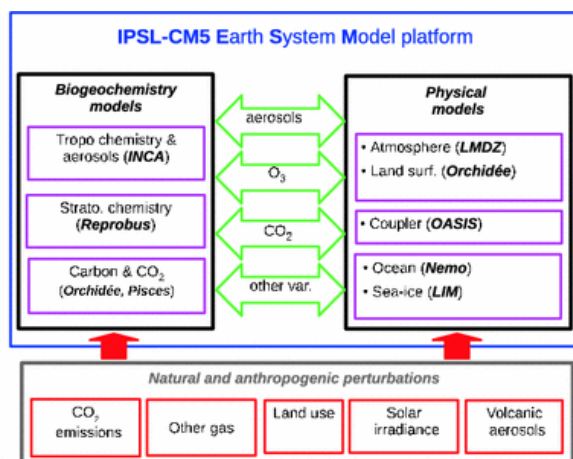 IPSL-CM5 Earth System Model platform
Biogeochemistry
models
Tropo chemistry &
aerosols (INCA)
Strato. chemistry
(Reprobus)
Carbon & CO2
(Orchidée, Pisces)
aerosols
O3
CO2
other var.
Physical
models
• Atmosphere (LMDZ)
• Land surf. (Orchidée)
• Coupler (OASIS)
• Ocean (Nemo)
• Sea-ice (LIM)
Natural and anthropogenic perturbations
CO2
emissions
Other gas
Land use
Solar
irradiance
Volcanic
aerosols